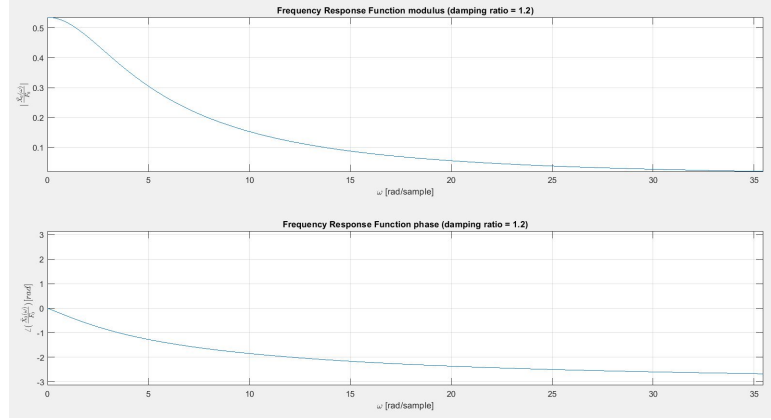 Frequency Response Function modulus (damping ratio = 1.2)
0.5
0.4
0.3
0.2
0.1
0 5 10 15 20 25 30 35
ω [rad/sample]
Frequency Response Function phase (damping ratio = 1.2)
3
2
1
0
-1
-2
-3
0 5 10 15 20 25 30 35
ω [rad/sample]